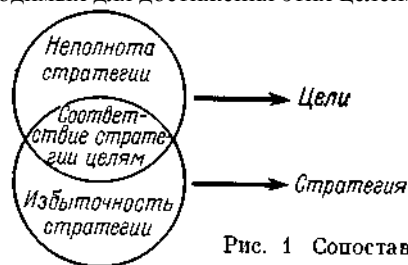 Неполнота
стратегии
Соответ-
ствие страте-
гии целям
Цели
Избыточность
стратегии
Стратегия
Рис. 1 Сопостав